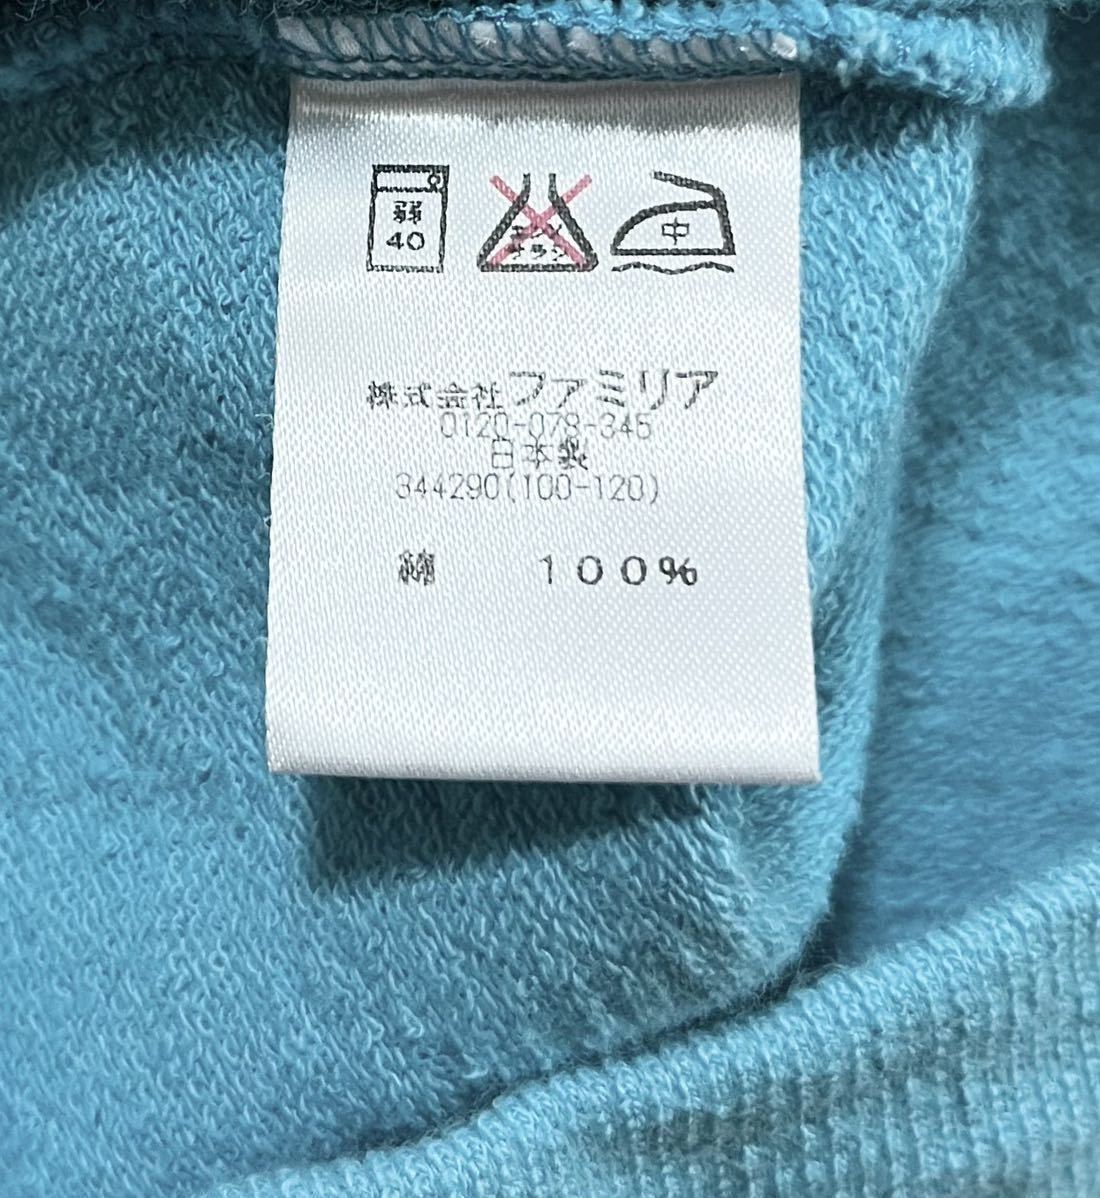 弱 エンソ 中
40 サラシ
株式会社ファミリア
0120-078-345
日本製
344290(100-120)
綿 100%